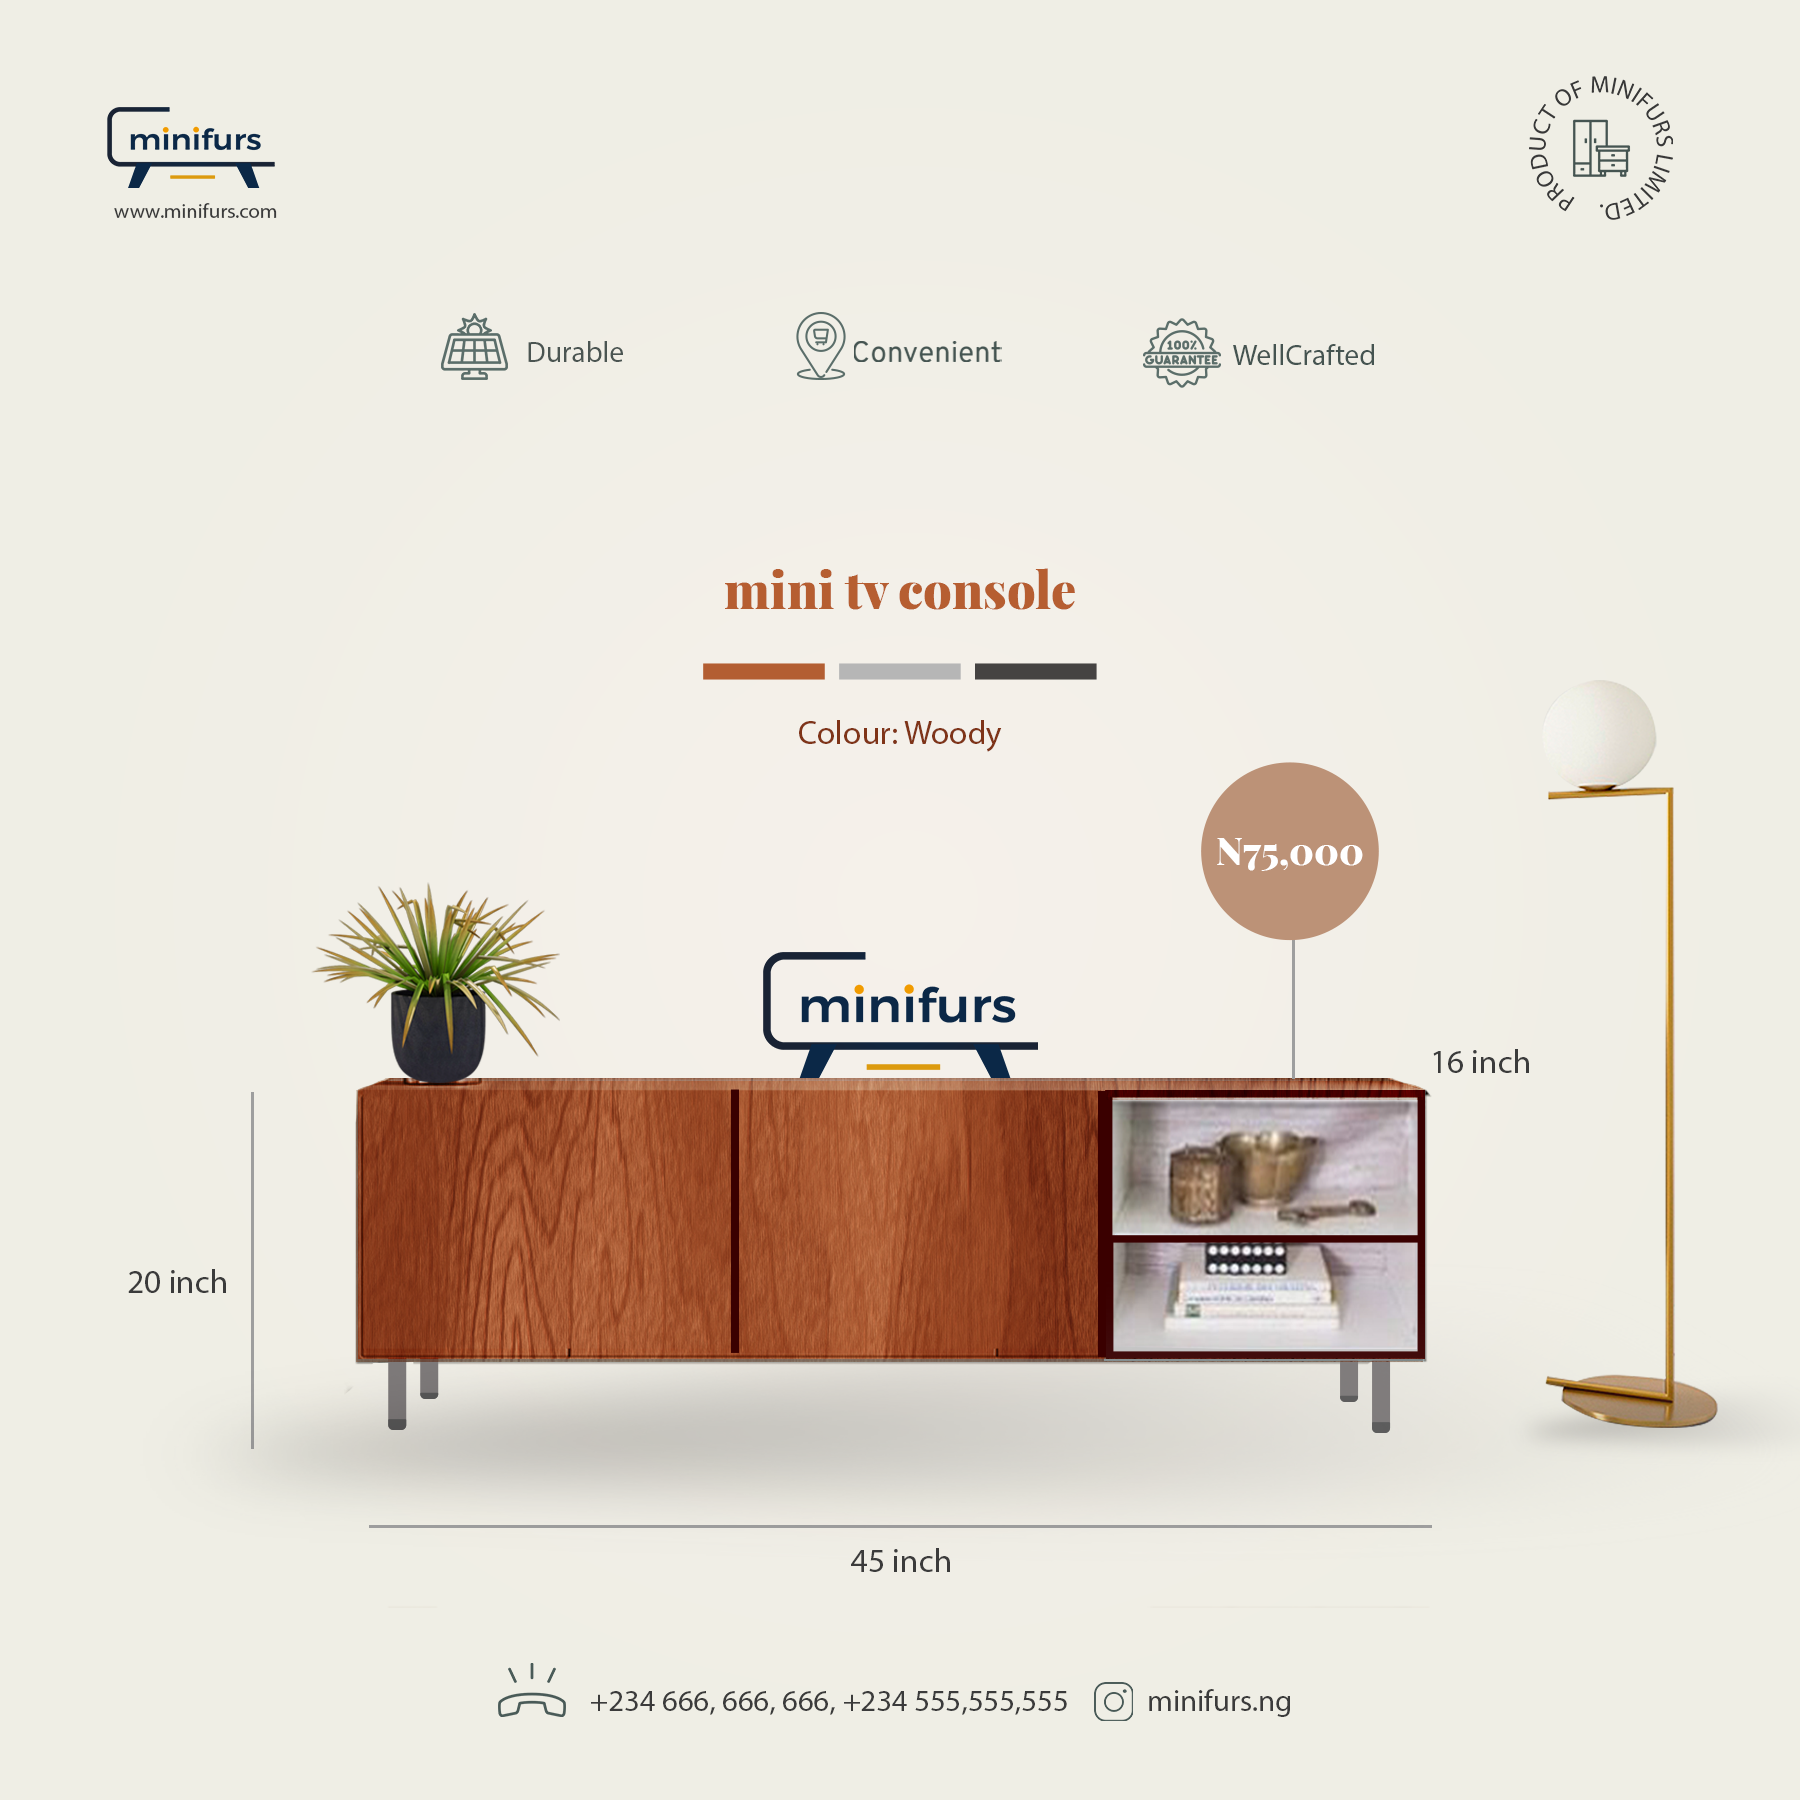 minifurs
www.minifurs.com
PRODUCT OF MINIFURS LIMITED.
Durable
Convenient
100%
GUARANTEE
WellCrafted
mini tv console
Colour: Woody
N75,000
minifurs
16 inch
20 inch
45 inch
+234 666, 666, 666, +234 555,555,555
minifurs.ng